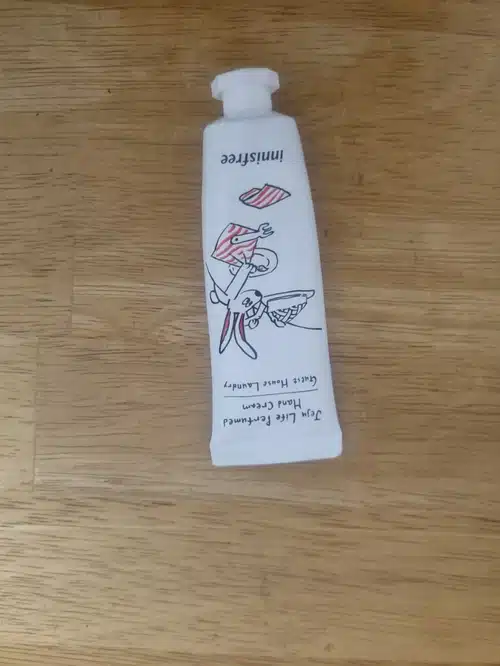 Jeju Life Perfumed
Hand Cream
Guest House Laundry
innisfree